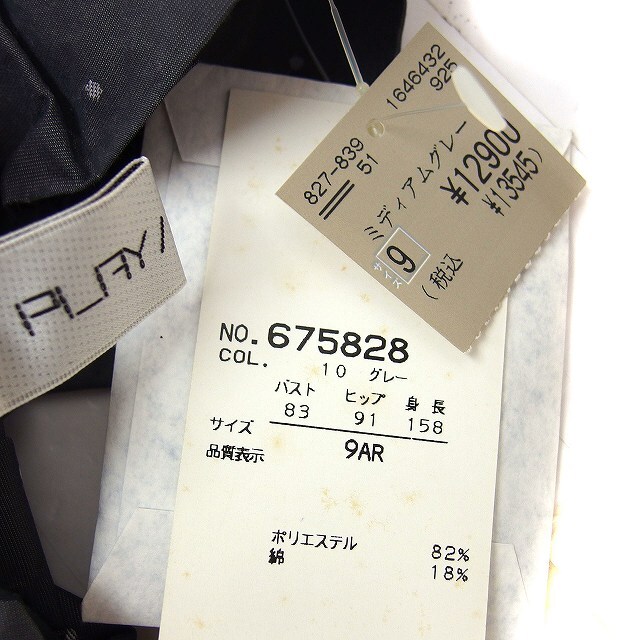 1646432
925
827-839
51
ミディアムグレー
¥12900
¥13545)
サイズ
9
(税込
PLAY
NO.675828
COL. 10 グレー
バスト ヒップ 身長
サイズ 83 91 158
品質表示 9AR
ポリエステル 82%
綿 18%